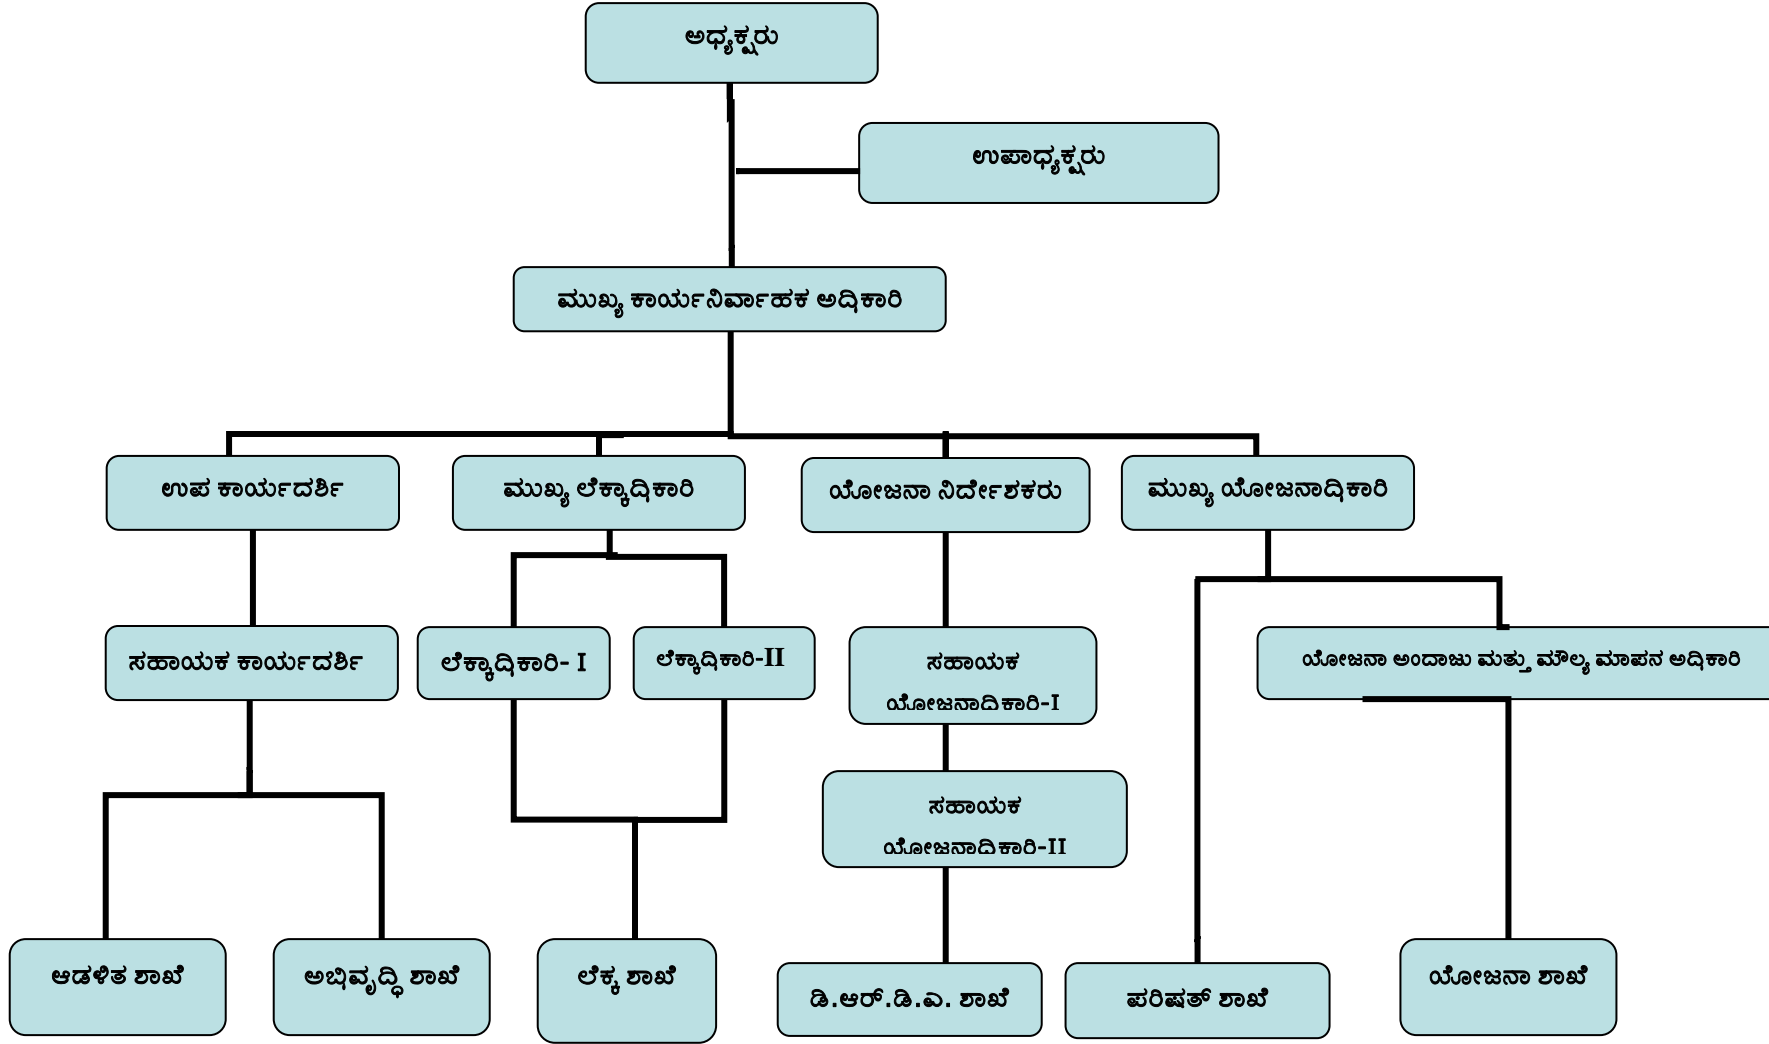 ಅಧ್ಯಕ್ಷರು
ಉಪಾಧ್ಯಕ್ಷರು
ಮುಖ್ಯ ಕಾರ್ಯನಿರ್ವಾಹಕ ಅಧಿಕಾರಿ
ಉಪ ಕಾರ್ಯದರ್ಶಿ
ಮುಖ್ಯ ಲೆಕ್ಕಾಧಿಕಾರಿ
ಯೋಜನಾ ನಿರ್ದೇಶಕರು
ಮುಖ್ಯ ಯೋಜನಾಧಿಕಾರಿ
ಸಹಾಯಕ ಕಾರ್ಯದರ್ಶಿ
ಲೆಕ್ಕಾಧಿಕಾರಿ- I
ಲೆಕ್ಕಾಧಿಕಾರಿ-II
ಸಹಾಯಕ
ಯೋಜನಾಧಿಕಾರಿ-I
ಯೋಜನಾ ಅಂದಾಜು ಮತ್ತು ಮೌಲ್ಯ ಮಾಪನ ಅಧಿಕಾರಿ
ಸಹಾಯಕ
ಯೋಜನಾಧಿಕಾರಿ-II
ಆಡಳಿತ ಶಾಖೆ
ಅಭಿವೃದ್ಧಿ ಶಾಖೆ
ಲೆಕ್ಕ ಶಾಖೆ
ಡಿ.ಆರ್.ಡಿ.ಎ. ಶಾಖೆ
ಪರಿಷತ್ ಶಾಖೆ
ಯೋಜನಾ ಶಾಖೆ